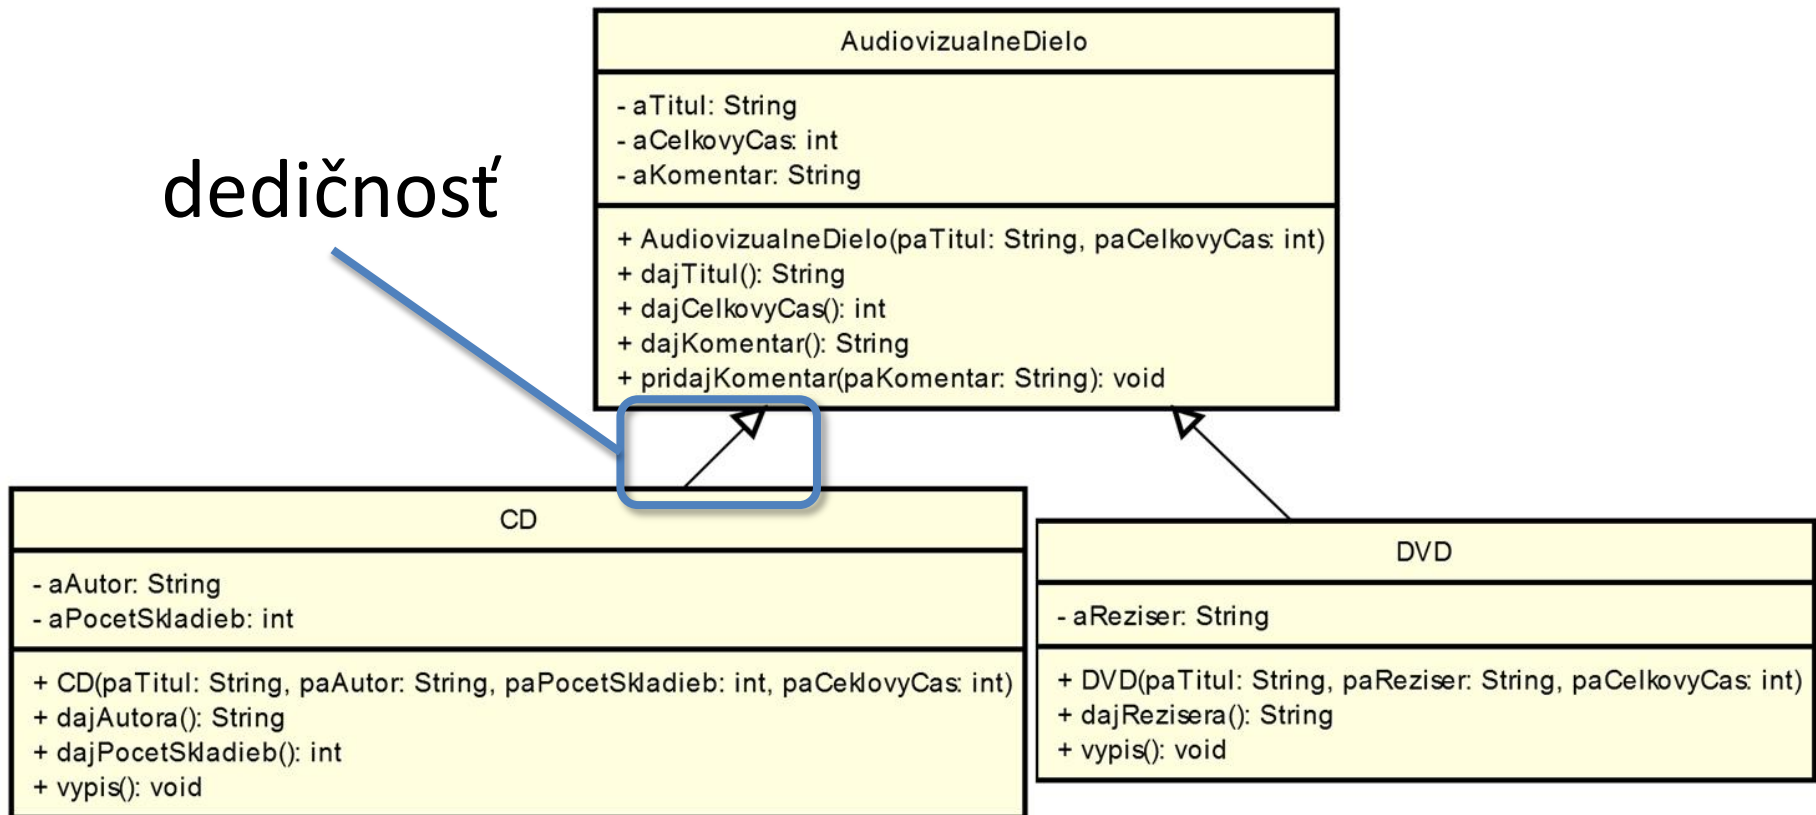 AudiovizualneDielo
- aTitul: String
- aCelkovyCas: int
- aKomentar: String
+ AudiovizualneDielo(paTitul: String, paCelkovyCas: int)
+ dajTitul(): String
+ dajCelkovyCas(): int
+ dajKomentar(): String
+ pridajKomentar(paKomentar: String): void
dedičnosť
CD
- aAutor: String
- aPocetSkladieb: int
+ CD(paTitul: String, paAutor: String, paPocetSkladieb: int, paCeklovyCas: int)
+ dajAutora(): String
+ dajPocetSkladieb(): int
+ vypis(): void
DVD
- aReziser: String
+ DVD(paTitul: String, paReziser: String, paCelkovyCas: int)
+ dajRezisera(): String
+ vypis(): void